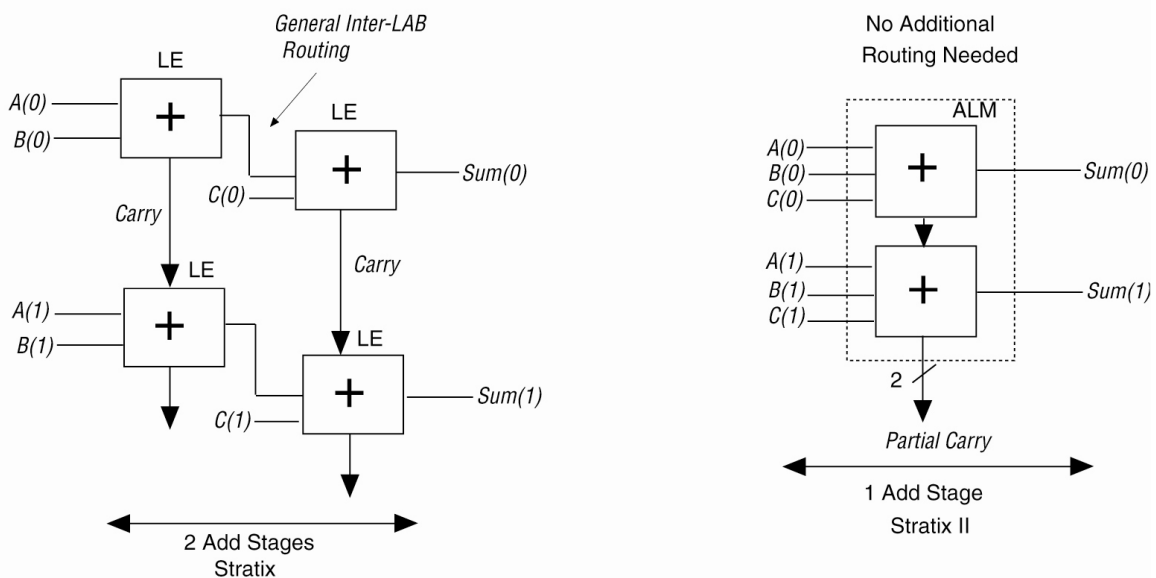 General Inter-LAB
Routing
LE
A(0)
+
B(0)
LE
+
Sum(0)
C(0)
Carry
Carry
LE
A(1)
+
B(1)
LE
+
Sum(1)
C(1)
2 Add Stages
Stratix
No Additional
Routing Needed
ALM
A(0)
B(0)
+
Sum(0)
C(0)
A(1)
B(1)
+
Sum(1)
C(1)
2
Partial Carry
1 Add Stage
Stratix II